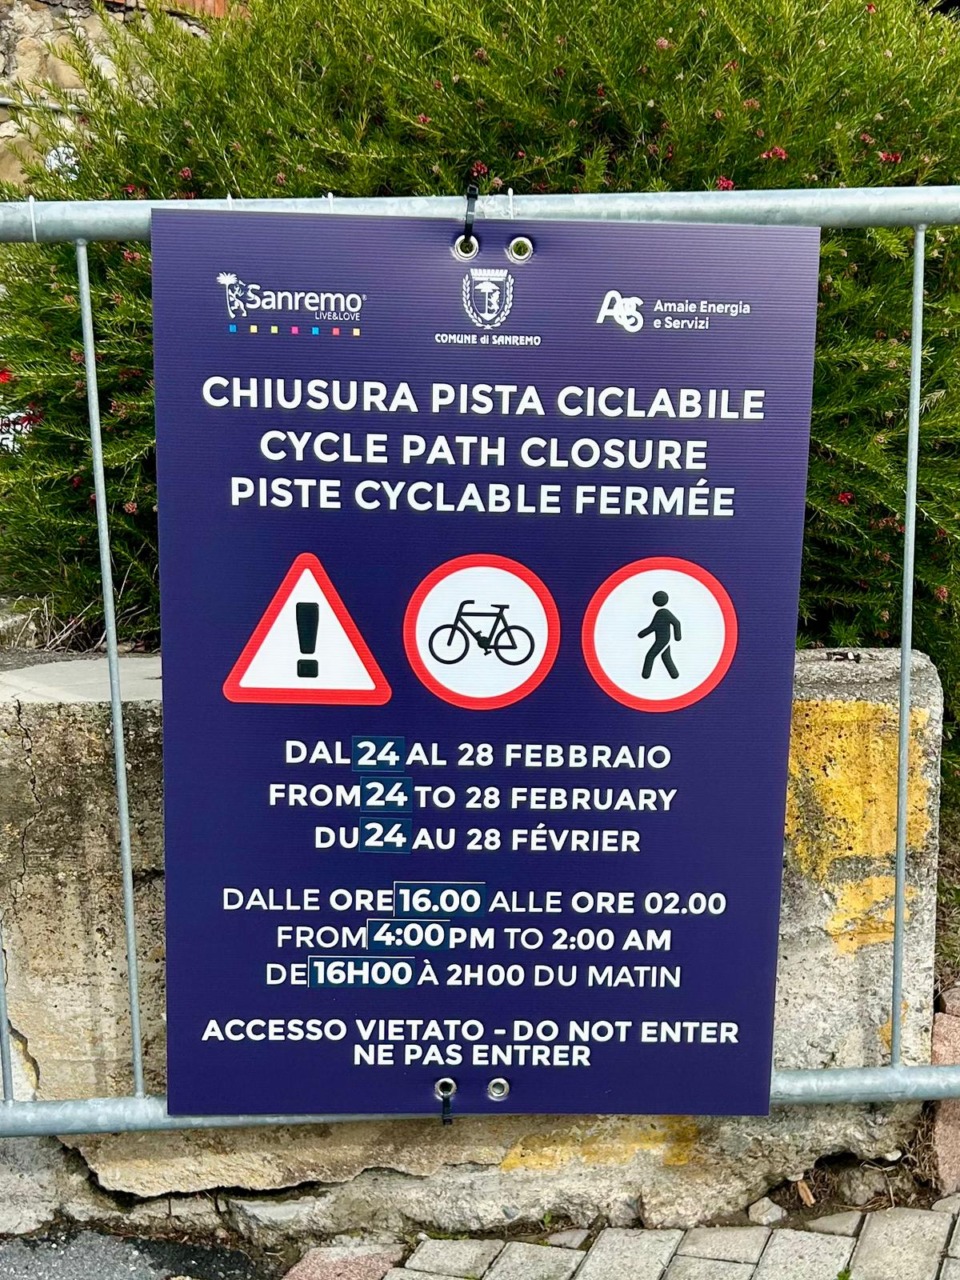 Sanremo
LIVE&LOVE
COMUNE di SANREMO
Amaie Energia
e Servizi
CHIUSURA PISTA CICLABILE
CYCLE PATH CLOSURE
PISTE CYCLABLE FERMÉE
DAL 24 AL 28 FEBBRAIO
FROM 24 TO 28 FEBRUARY
DU 24 AU 28 FÉVRIER
DALLE ORE 16.00 ALLE ORE 02.00
FROM 4:00 PM TO 2:00 AM
DE 16H00 À 2H00 DU MATIN
ACCESSO VIETATO - DO NOT ENTER
NE PAS ENTRER